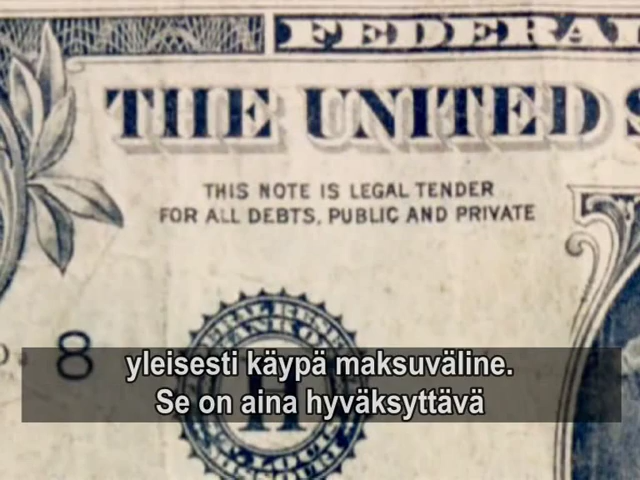 FEDERAL
THE UNITED S
THIS NOTE IS LEGAL TENDER
FOR ALL DEBTS, PUBLIC AND PRIVATE
8
yleisesti käypä maksuväline.
Se on aina hyväksyttävä
H